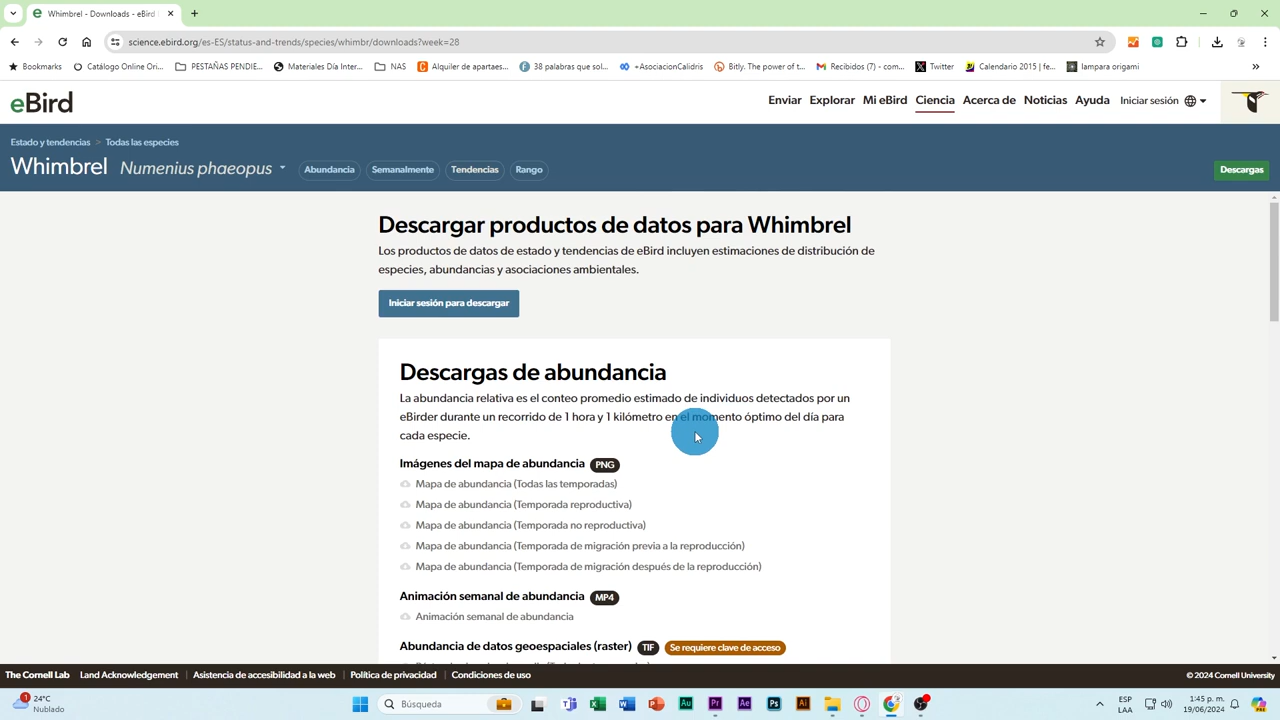 Whimbrel - Downloads - eBird
science.ebird.org/es-ES/status-and-trends/species/whimbr/downloads?week=28
Bookmarks
Catálogo Online Ori...
PESTAÑAS PENDIE...
Materiales Día Inter...
NAS
Alquiler de apartaes...
38 palabras que sol...
+AsociacionCalidris
Bitly. The power of t...
Recibidos (7) - com...
Twitter
Calendario 2015 | fe...
lampara origami
eBird
Enviar Explorar Mi eBird Ciencia Acerca de Noticias Ayuda Iniciar sesión
Estado y tendencias > Todas las especies
Whimbrel Numenius phaeopus
Abundancia Semanalmente Tendencias Rango
Descargas
Descargar productos de datos para Whimbrel
Los productos de datos de estado y tendencias de eBird incluyen estimaciones de distribución de
especies, abundancias y asociaciones ambientales.
Iniciar sesión para descargar
Descargas de abundancia
La abundancia relativa es el conteo promedio estimado de individuos detectados por un
eBirder durante un recorrido de 1 hora y 1 kilómetro en el momento óptimo del día para
cada especie.
Imágenes del mapa de abundancia PNG
Mapa de abundancia (Todas las temporadas)
Mapa de abundancia (Temporada reproductiva)
Mapa de abundancia (Temporada no reproductiva)
Mapa de abundancia (Temporada de migración previa a la reproducción)
Mapa de abundancia (Temporada de migración después de la reproducción)
Animación semanal de abundancia MP4
Animación semanal de abundancia
Abundancia de datos geoespaciales (raster) TIF Se requiere clave de acceso
The Cornell Lab Land Acknowledgement Asistencia de accesibilidad a la web Política de privacidad Condiciones de uso
© 2024 Cornell University
1
24°C
Nublado
Búsqueda
Au Pr Ae Ps Ai
ESP
LAA
1:45 p. m.
19/06/2024